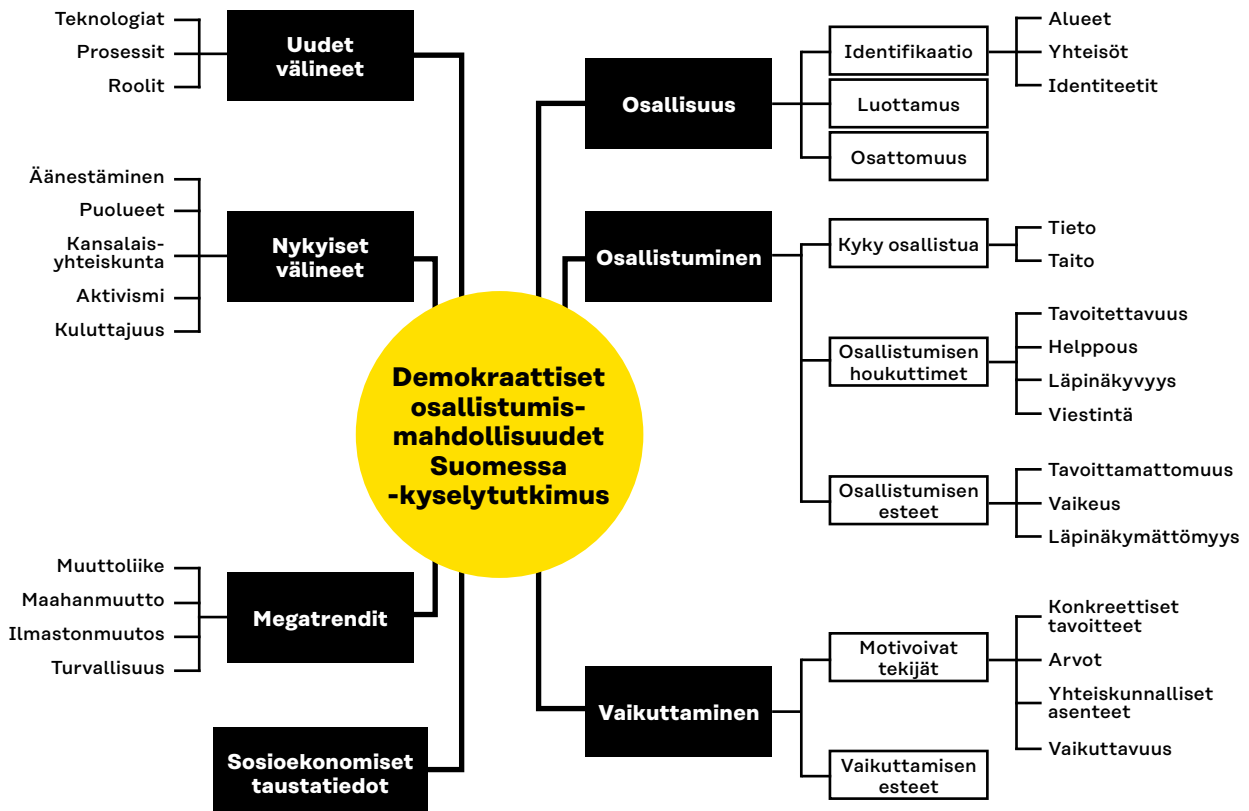 Teknologiat
Prosessit
Roolit
Uudet
välineet
Äänestäminen
Puolueet
Kansalais-
yhteiskunta
Aktivismi
Kuluttajuus
Nykyiset
välineet
Demokraattiset
osallistumis-
mahdollisuudet
Suomessa
-kyselytutkimus
Muuttoliike
Maahanmuutto
Ilmastonmuutos
Turvallisuus
Megatrendit
Sosioekonomiset
taustatiedot
Osallisuus
Identifikaatio
Alueet
Yhteisöt
Identiteetit
Luottamus
Osattomuus
Osallistuminen
Kyky osallistua
Tieto
Taito
Osallistumisen
houkuttimet
Tavoitettavuus
Helppous
Läpinäkyvyys
Viestintä
Osallistumisen
esteet
Tavoittamattomuus
Vaikeus
Läpinäkymättömyys
Vaikuttaminen
Motivoivat
tekijät
Konkreettiset
tavoitteet
Arvot
Yhteiskunnalliset
asenteet
Vaikuttavuus
Vaikuttamisen
esteet